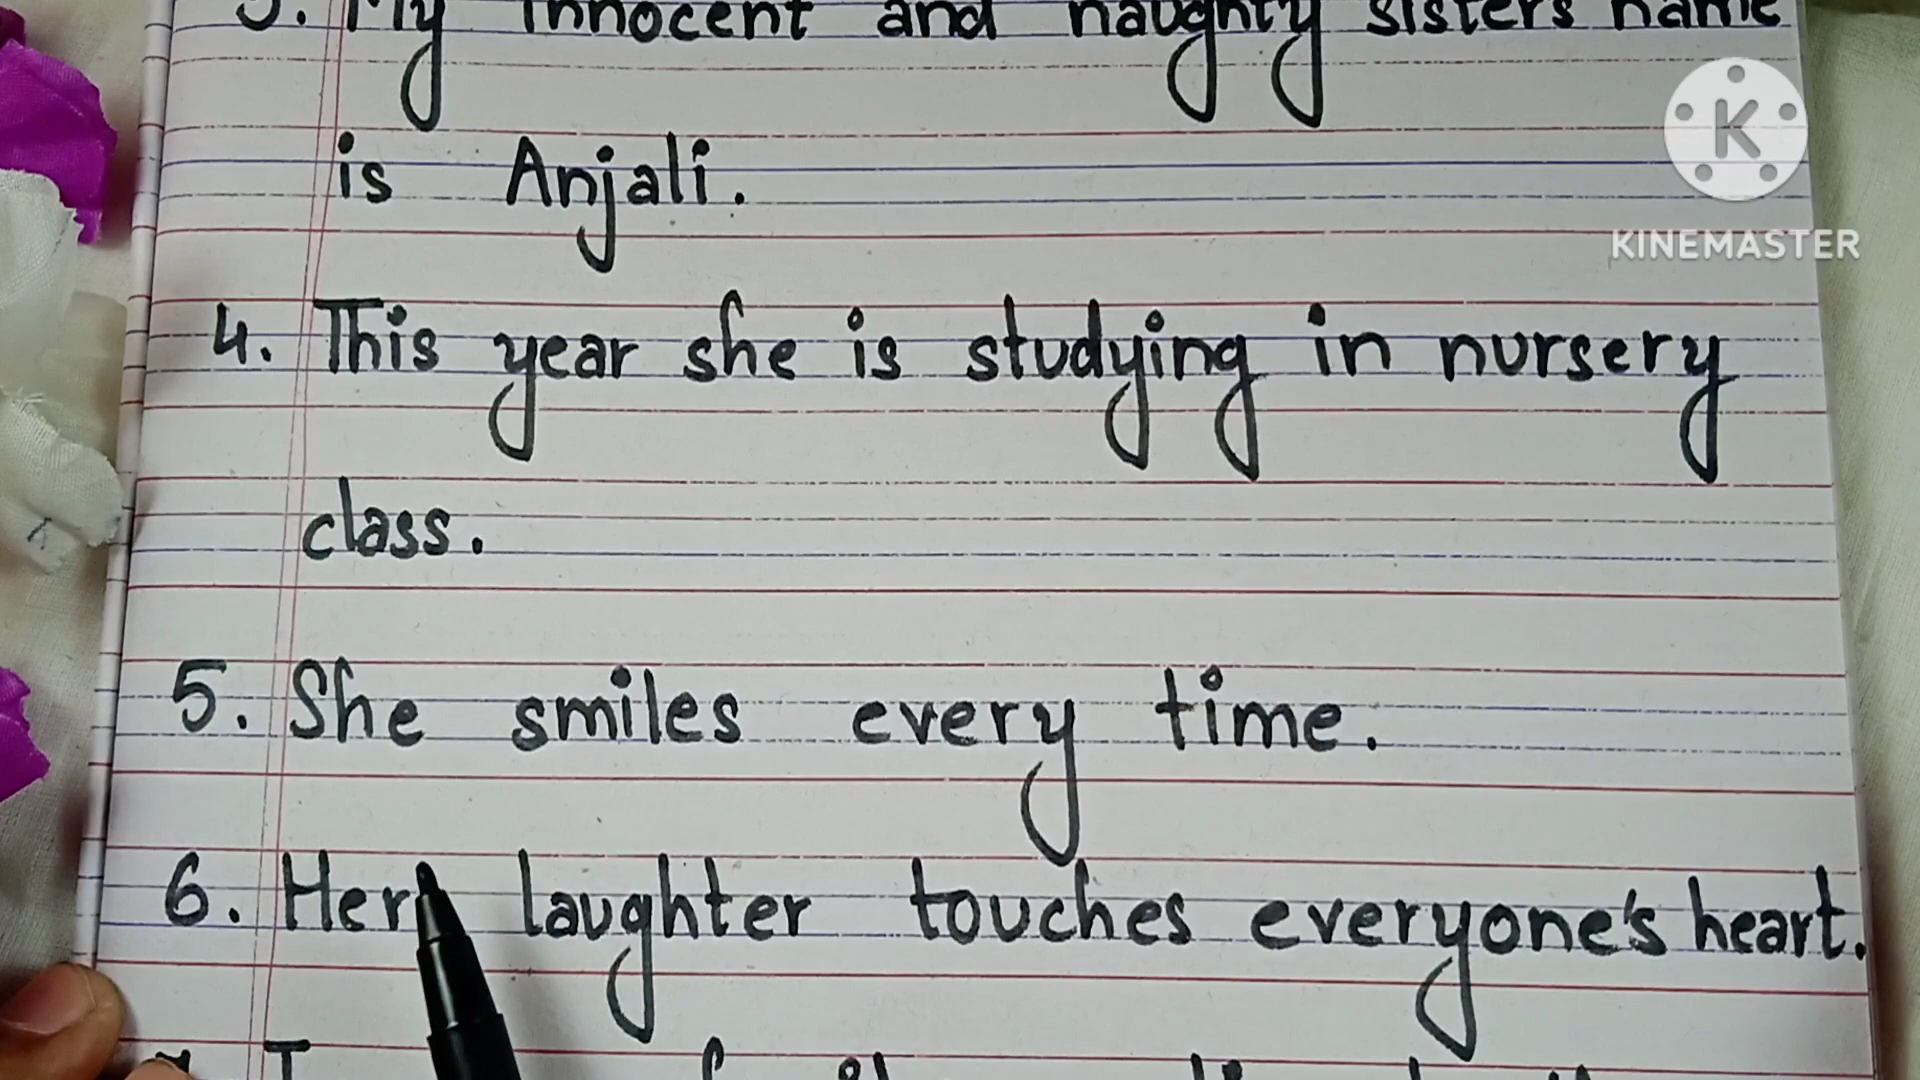 3. My innocent and naughty sisters name
is Anjali.
4. This year she is studying in nursery
class.
5. She smiles every time.
6. Her laughter touches everyone's heart.
K
KINEMASTER